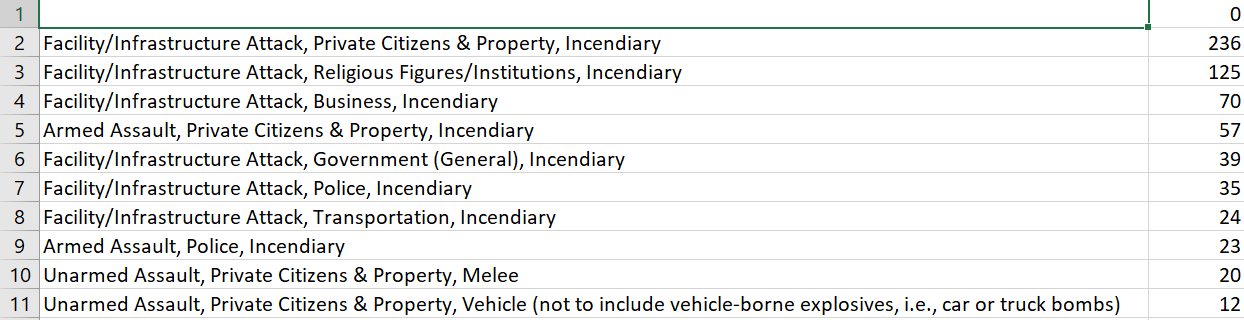 1 0
2 Facility/Infrastructure Attack, Private Citizens & Property, Incendiary 236
3 Facility/Infrastructure Attack, Religious Figures/Institutions, Incendiary 125
4 Facility/Infrastructure Attack, Business, Incendiary 70
5 Armed Assault, Private Citizens & Property, Incendiary 57
6 Facility/Infrastructure Attack, Government (General), Incendiary 39
7 Facility/Infrastructure Attack, Police, Incendiary 35
8 Facility/Infrastructure Attack, Transportation, Incendiary 24
9 Armed Assault, Police, Incendiary 23
10 Unarmed Assault, Private Citizens & Property, Melee 20
11 Unarmed Assault, Private Citizens & Property, Vehicle (not to include vehicle-borne explosives, i.e., car or truck bombs) 12